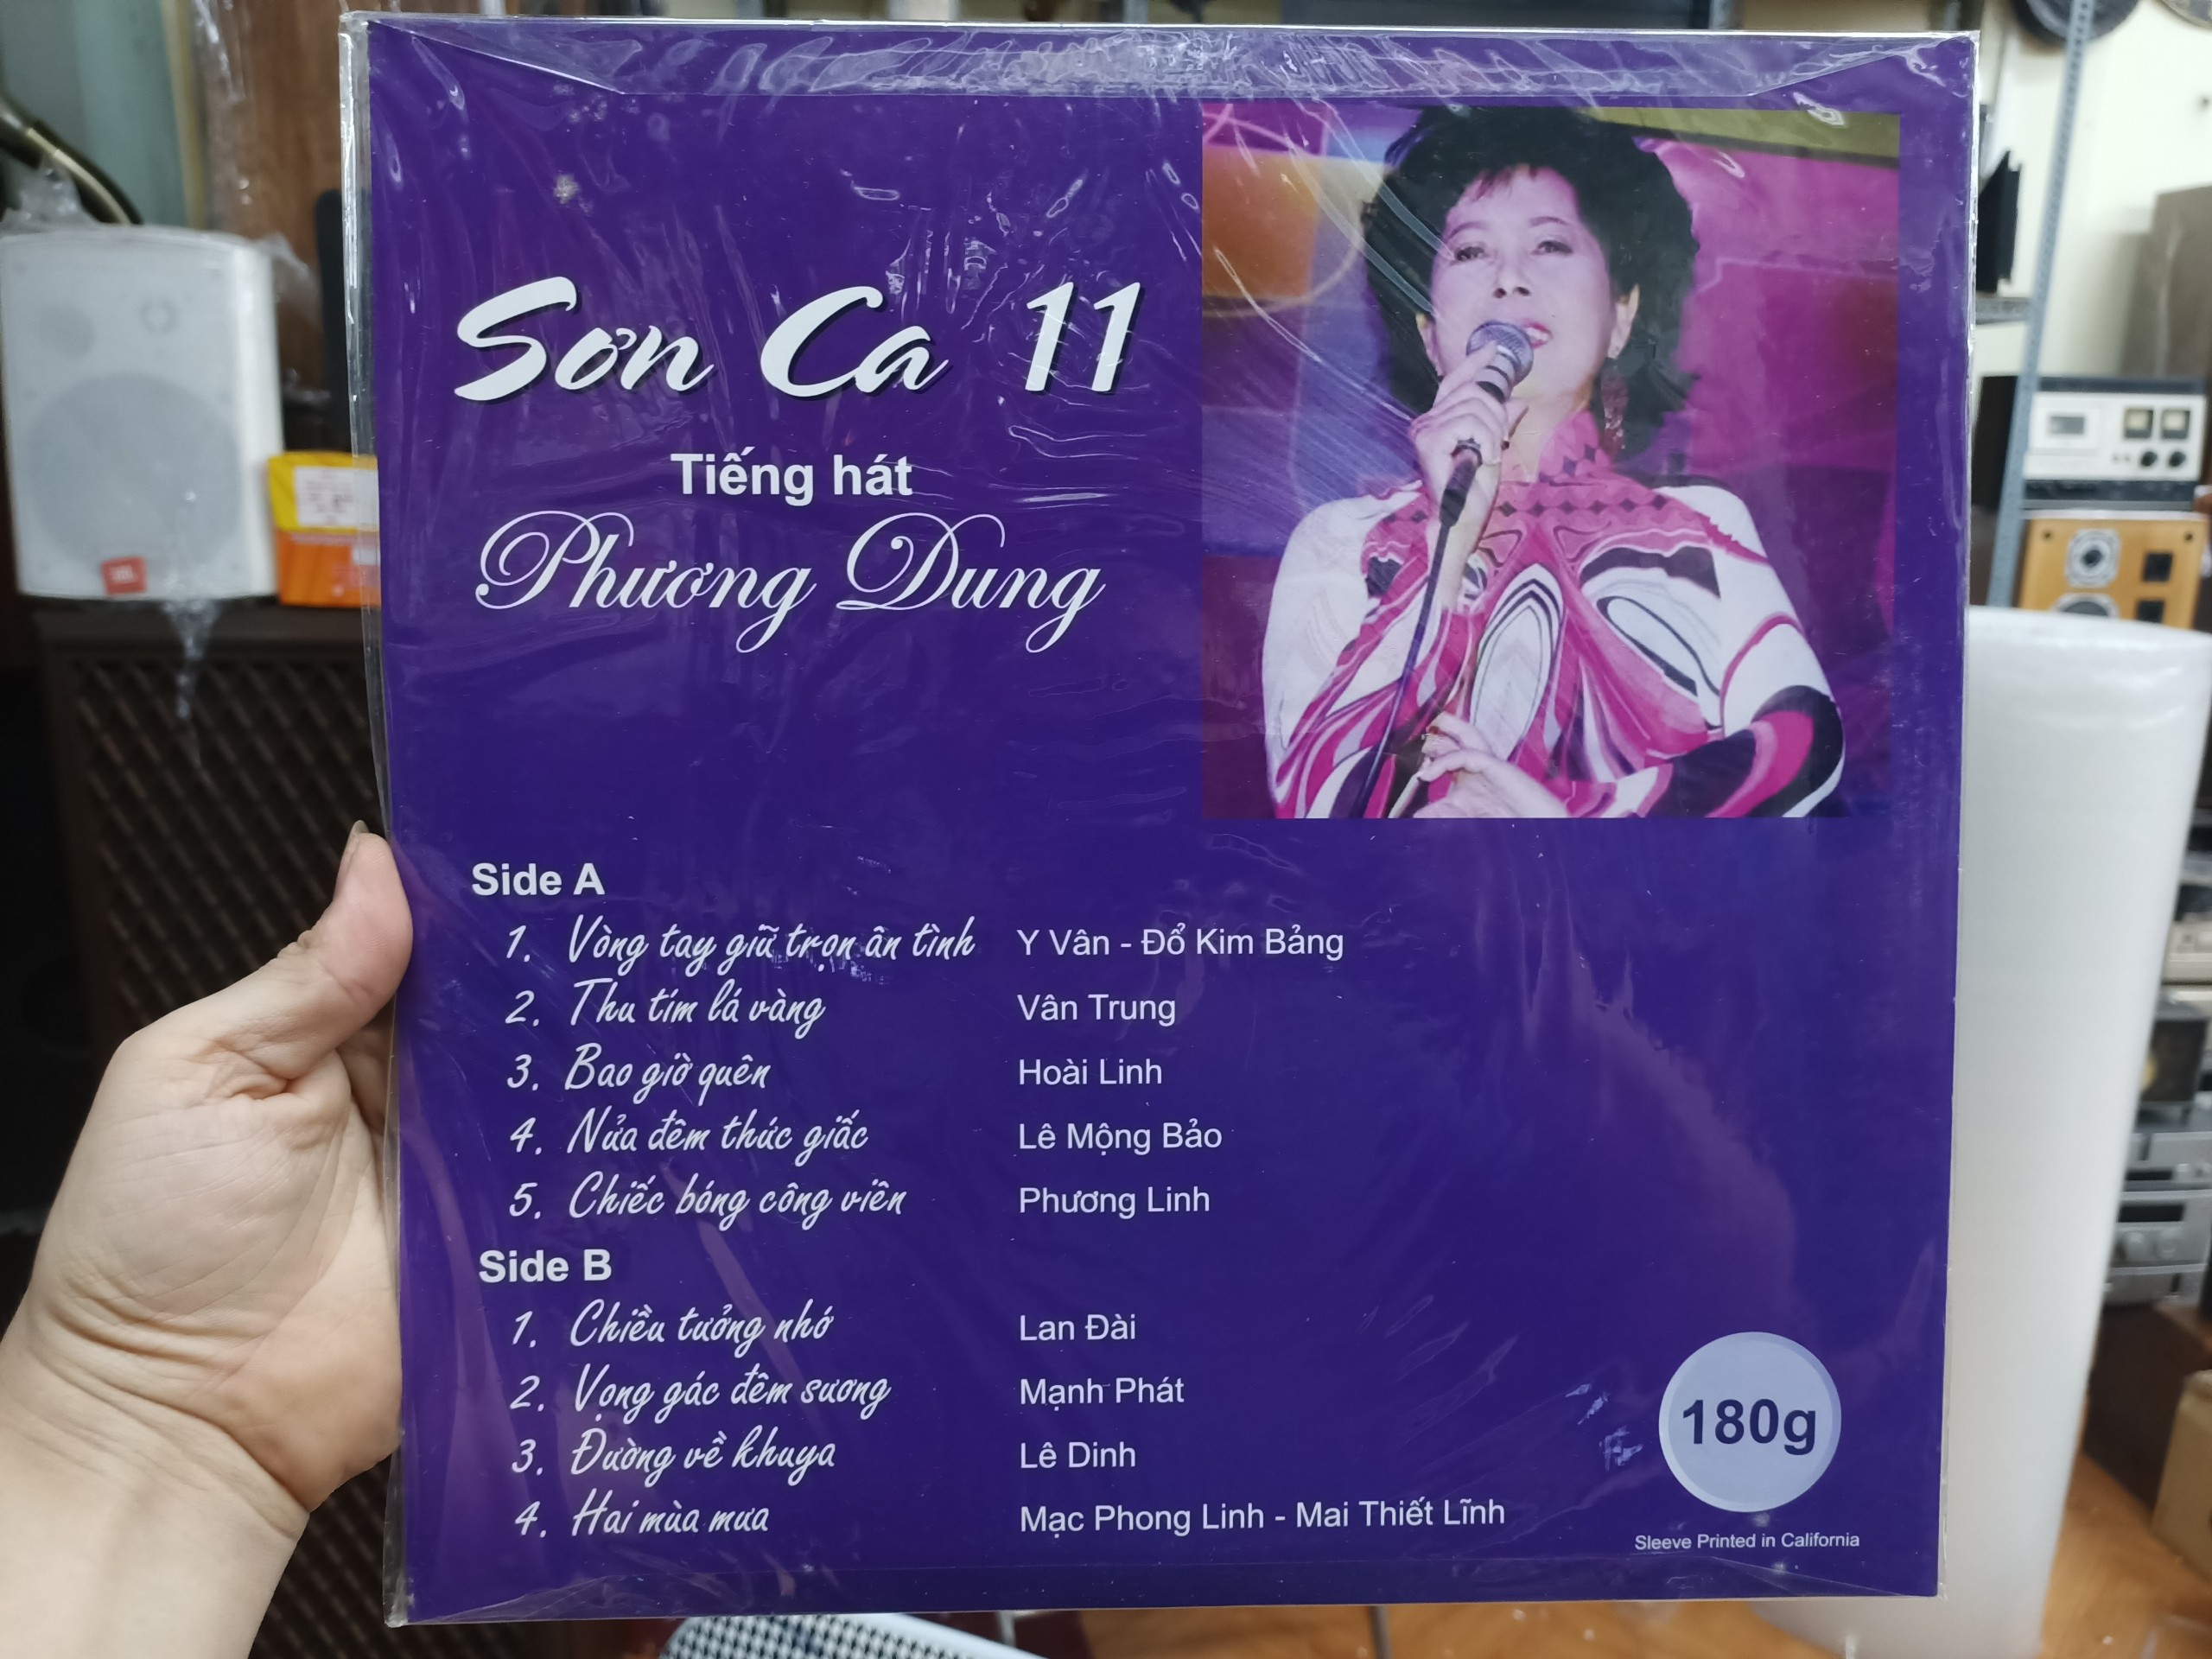 Sơn Ca 11
Tiếng hát
Phương Dung
Side A
1. Vòng tay giữ trọn ân tình Y Vân - Đổ Kim Bảng
2. Thu tím lá vàng Vân Trung
3. Bao giờ quên Hoài Linh
4. Nửa đêm thức giấc Lê Mộng Bảo
5. Chiếc bóng công viên Phương Linh
Side B
1. Chiều tưởng nhớ Lan Đài
2. Vọng gác đêm sương Mạnh Phát
3. Đường về khuya Lê Dinh
4. Hai mùa mưa Mạc Phong Linh - Mai Thiết Lĩnh
180g
Sleeve Printed in California
JBL